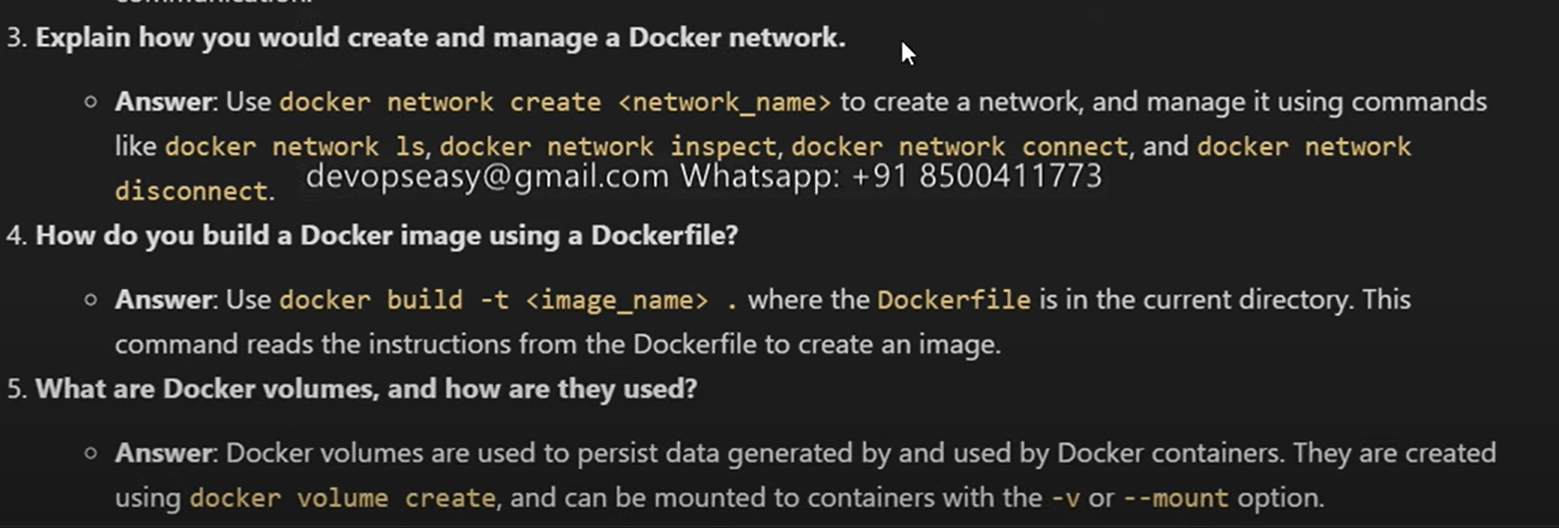 3. Explain how you would create and manage a Docker network.
Answer: Use docker network create <network_name> to create a network, and manage it using commands
like docker network ls, docker network inspect, docker network connect, and docker network
disconnect.
devopseasy@gmail.com Whatsapp: +91 8500411773
4. How do you build a Docker image using a Dockerfile?
Answer: Use docker build -t <image_name> . where the Dockerfile is in the current directory. This
command reads the instructions from the Dockerfile to create an image.
5. What are Docker volumes, and how are they used?
Answer: Docker volumes are used to persist data generated by and used by Docker containers. They are created
using docker volume create, and can be mounted to containers with the -v or --mount option.